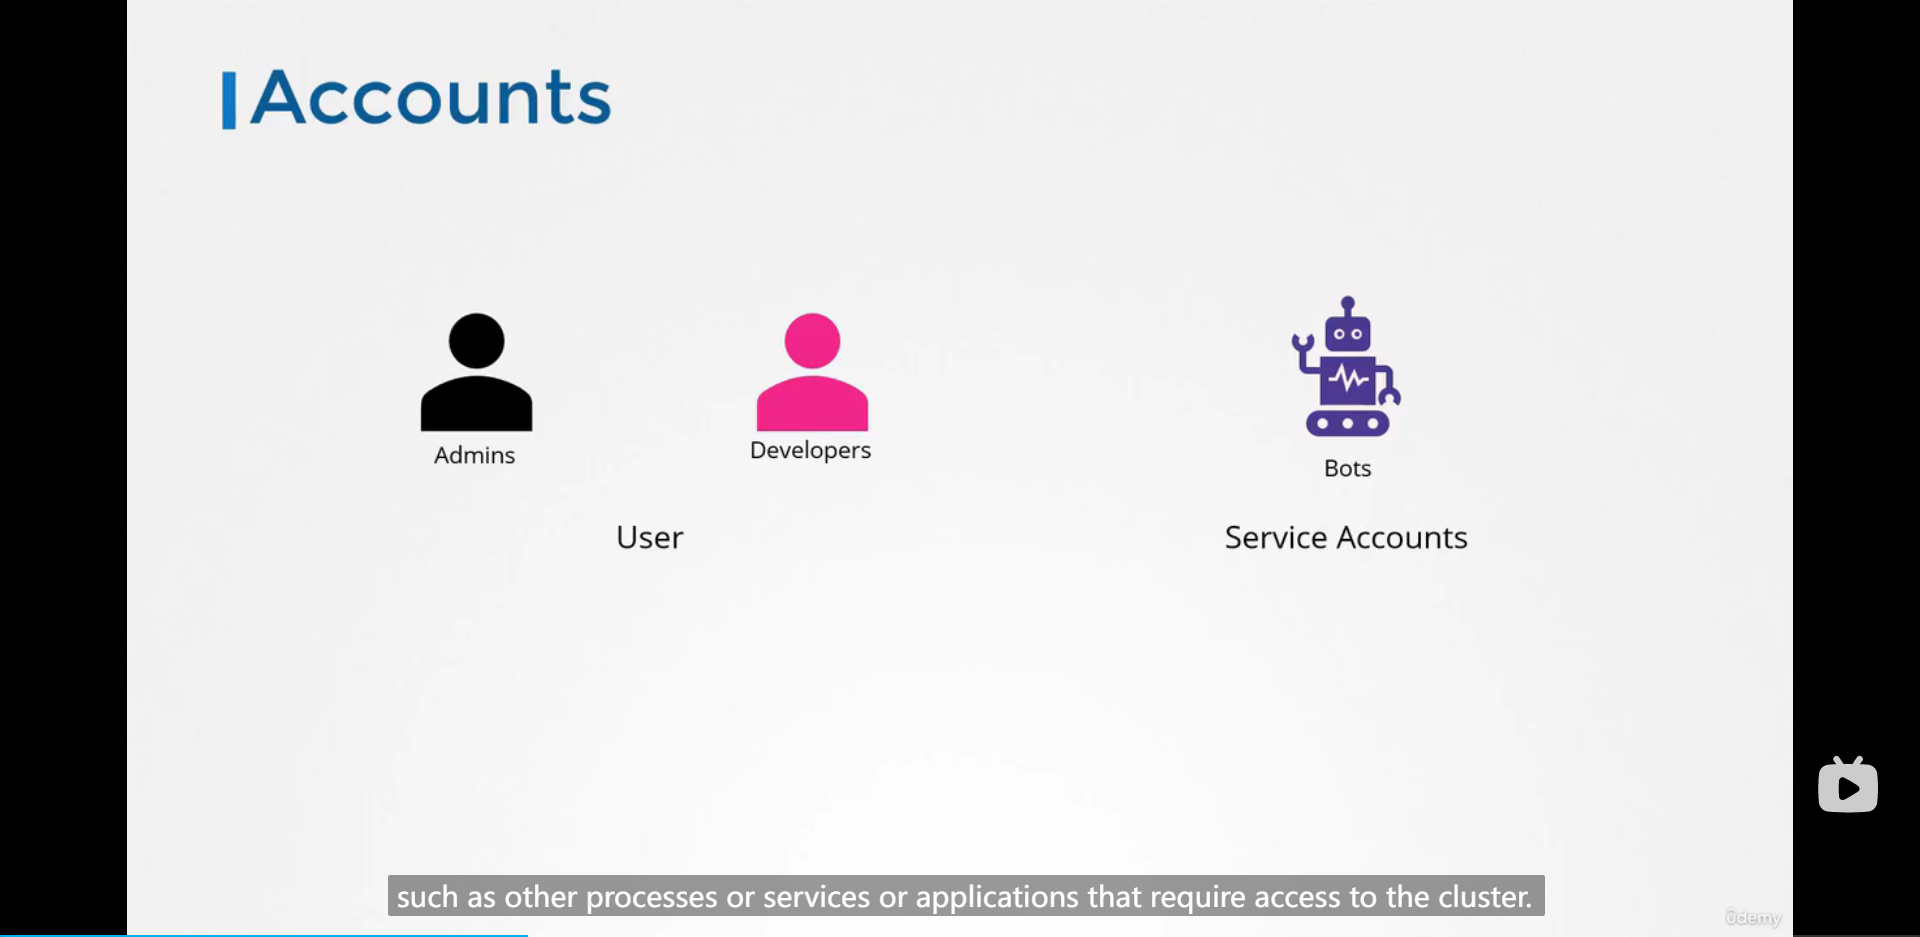 Accounts
Admins
Developers
Bots
User
Service Accounts
such as other processes or services or applications that require access to the cluster.
ûdemy